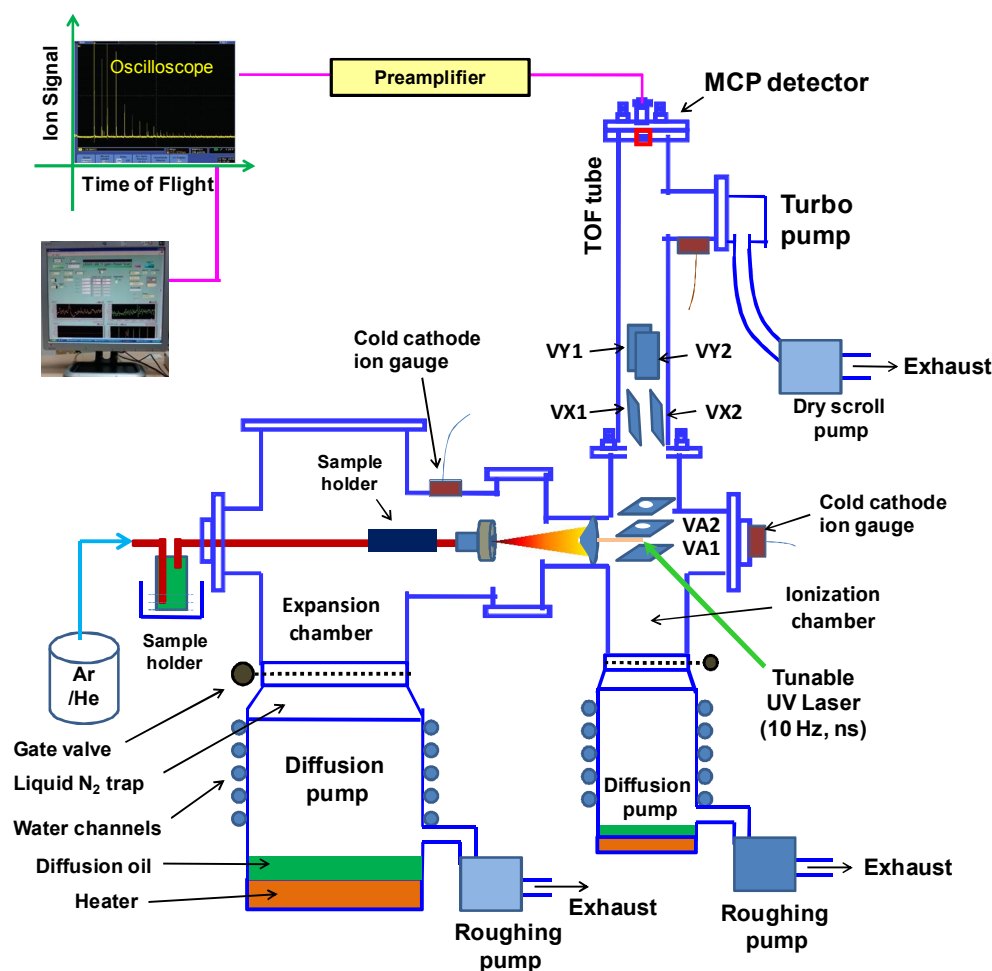 Ion Signal
Oscilloscope
Time of Flight
Preamplifier
MCP detector
TOF tube
Turbo
pump
Cold cathode
ion gauge
VY1
VY2
VX1
VX2
Exhaust
Dry scroll
pump
Sample
holder
VA2
VA1
Cold cathode
ion gauge
Ar
/He
Sample
holder
Expansion
chamber
Ionization
chamber
Tunable
UV Laser
(10 Hz, ns)
Gate valve
Liquid N₂ trap
Water channels
Diffusion oil
Heater
Diffusion
pump
Diffusion
pump
Exhaust
Roughing
pump
Exhaust
Roughing
pump